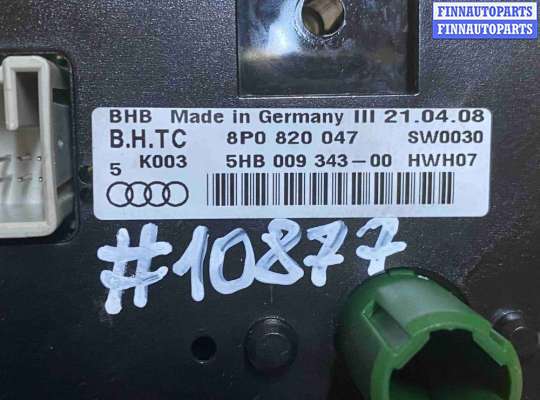 FINNAUTOPARTS
FINNAUTOPARTS
BHB Made in Germany III 21.04.08
B.H.TC 8P0 820 047 SW0030
5 K003 5HB 009 343-00 HWH07
#10877